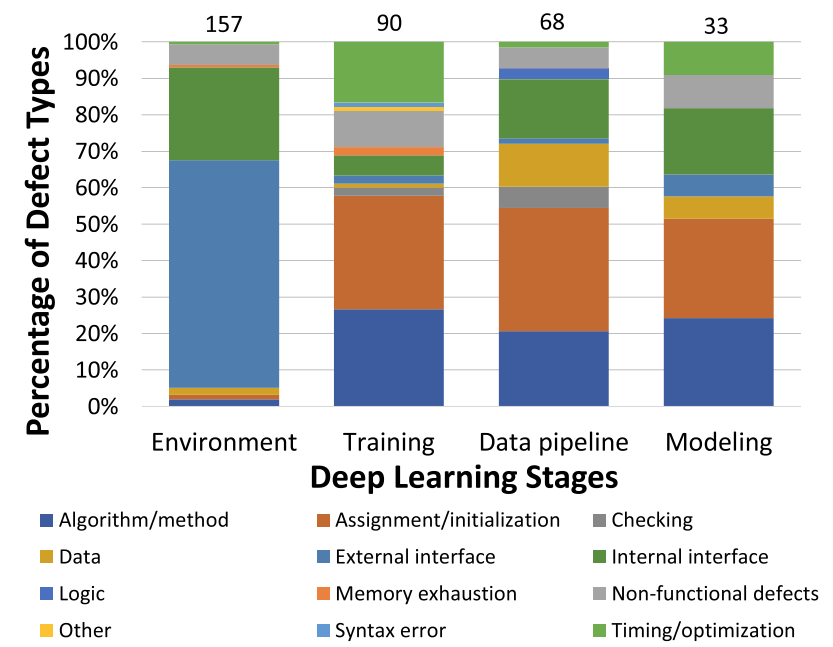 157 90 68 33
100%
90%
80%
70%
60%
50%
40%
30%
20%
10%
0%
Percentage of Defect Types
Environment Training Data pipeline Modeling
Deep Learning Stages
Algorithm/method Assignment/initialization Checking
Data External interface Internal interface
Logic Memory exhaustion Non-functional defects
Other Syntax error Timing/optimization